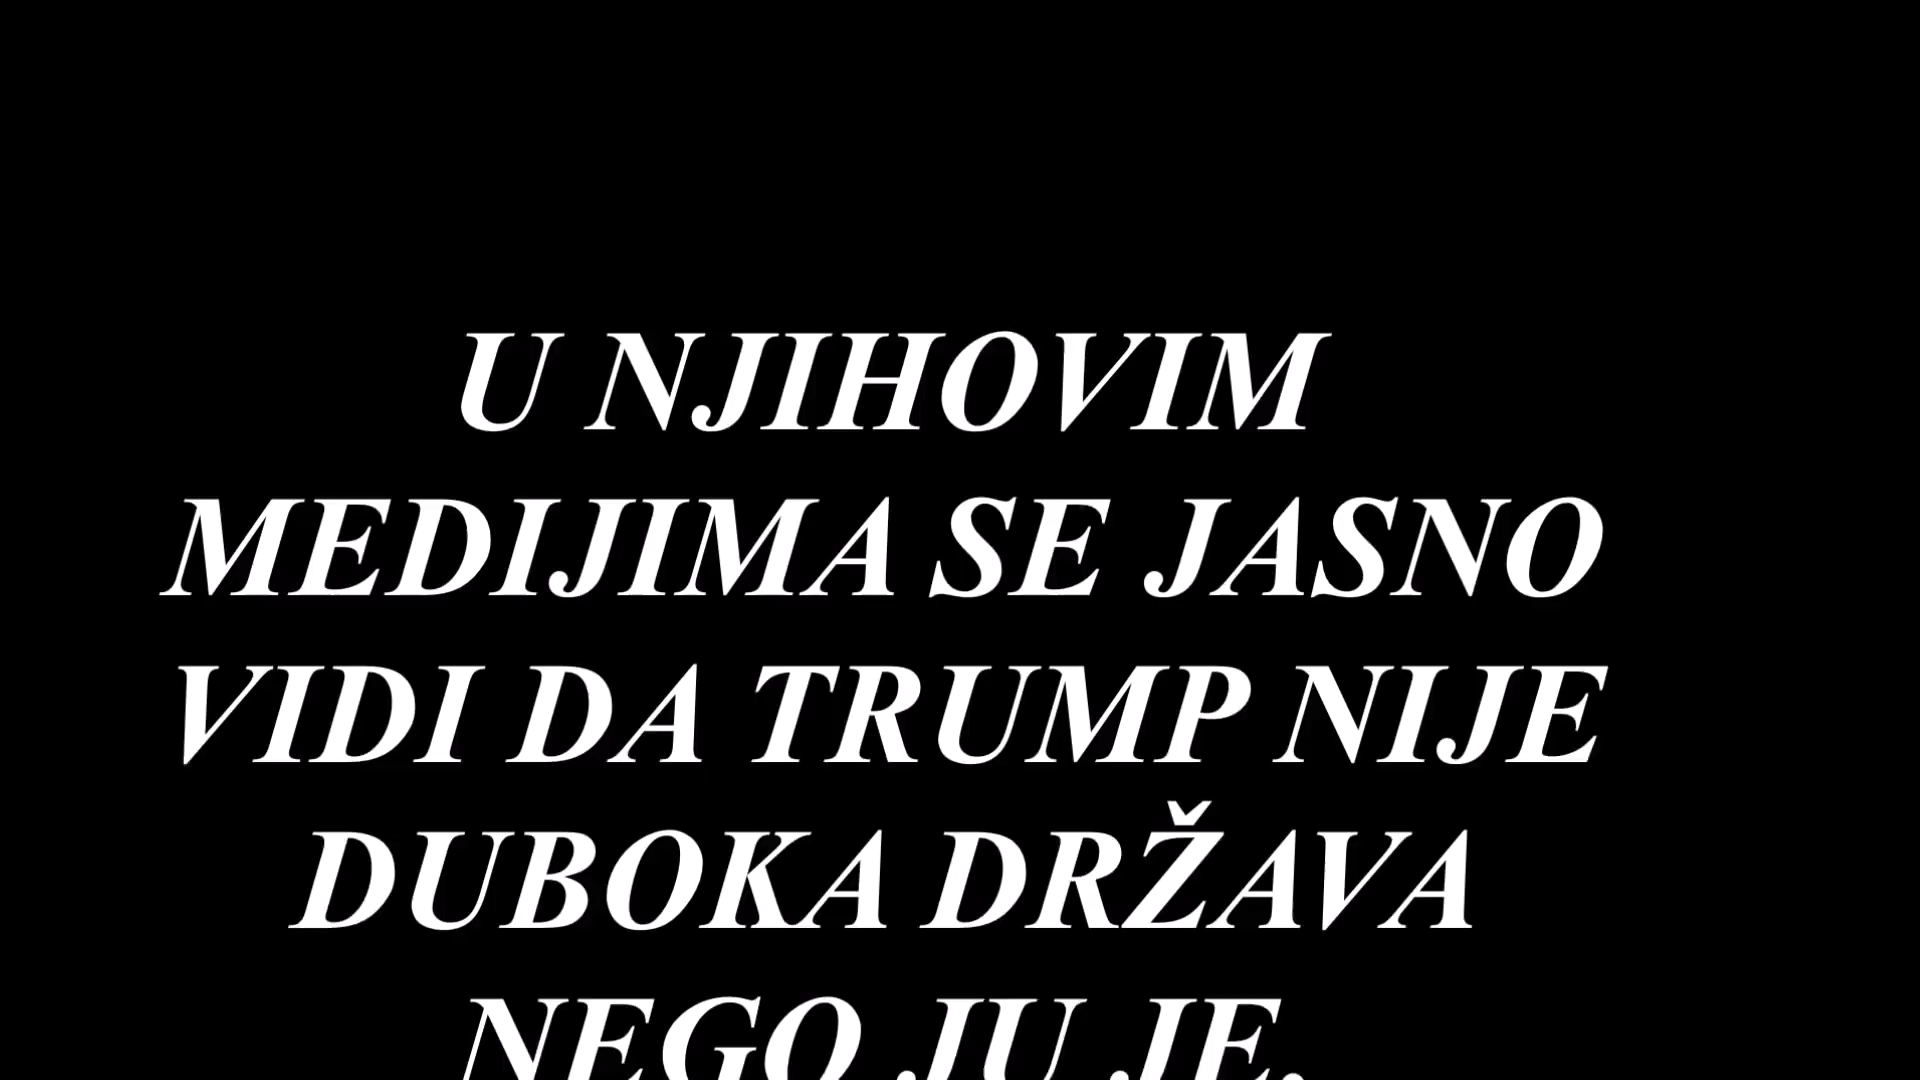 U NJIHOVIM
MEDIJIMA SE JASNO
VIDI DA TRUMP NIJE
DUBOKA DRŽAVA
NEGO JU JE,